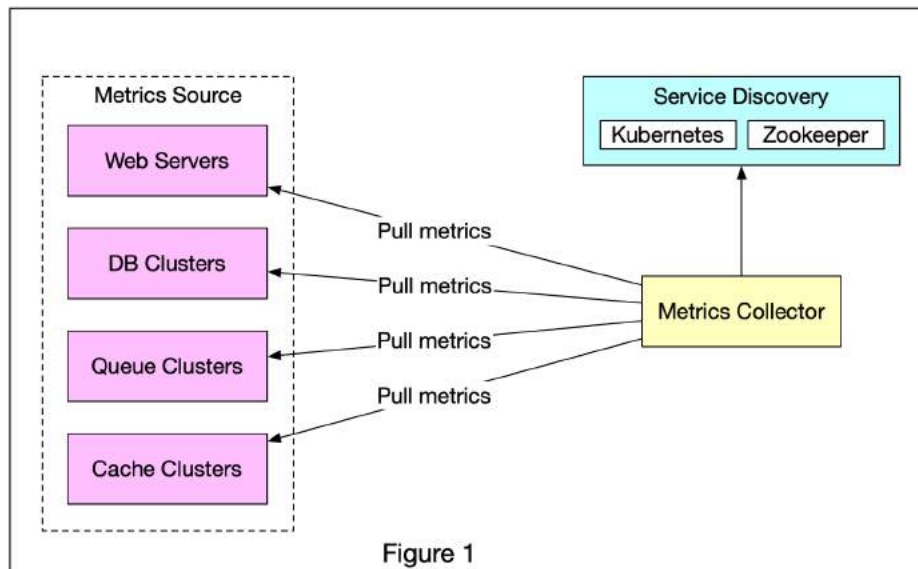 Metrics Source
Web Servers
DB Clusters
Queue Clusters
Cache Clusters
Pull metrics
Pull metrics
Pull metrics
Pull metrics
Service Discovery
Kubernetes Zookeeper
Metrics Collector
Figure 1